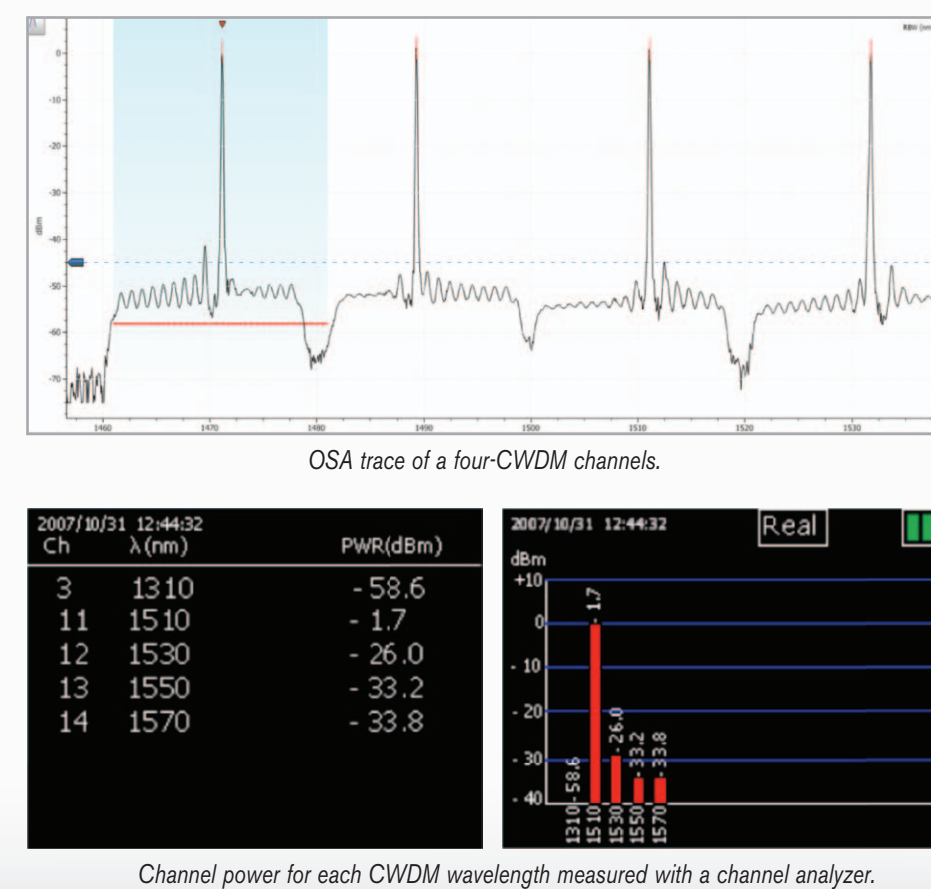 RBW (nm
0
-10
-20
-30
-40
-50
-60
-70
dBm
1460 1470 1480 1490 1500 1510 1520 1530
OSA trace of a four-CWDM channels.
2007/10/31 12:44:32
Ch λ(nm) PWR(dBm)
3 1310 - 58.6
11 1510 - 1.7
12 1530 - 26.0
13 1550 - 33.2
14 1570 - 33.8
2007/10/31 12:44:32 Real
dBm
+10
0
- 10
- 20
- 30
- 40
1310 - 58.6
1510 - 1.7
1530 - 26.0
1550 - 33.2
1570 - 33.8
Channel power for each CWDM wavelength measured with a channel analyzer.